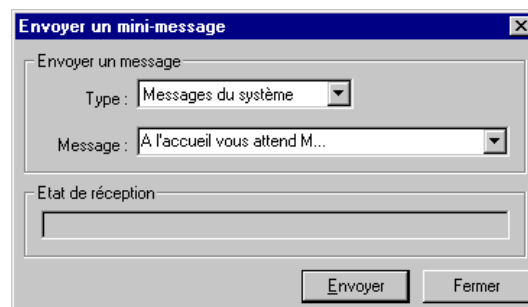 Envoyer un mini-message
Envoyer un message
Type : Messages du système
Message : A l'accueil vous attend M...
Etat de réception
Envoyer Fermer